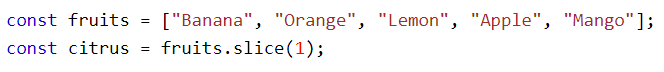 const fruits = ["Banana", "Orange", "Lemon", "Apple", "Mango"];
const citrus = fruits.slice(1);